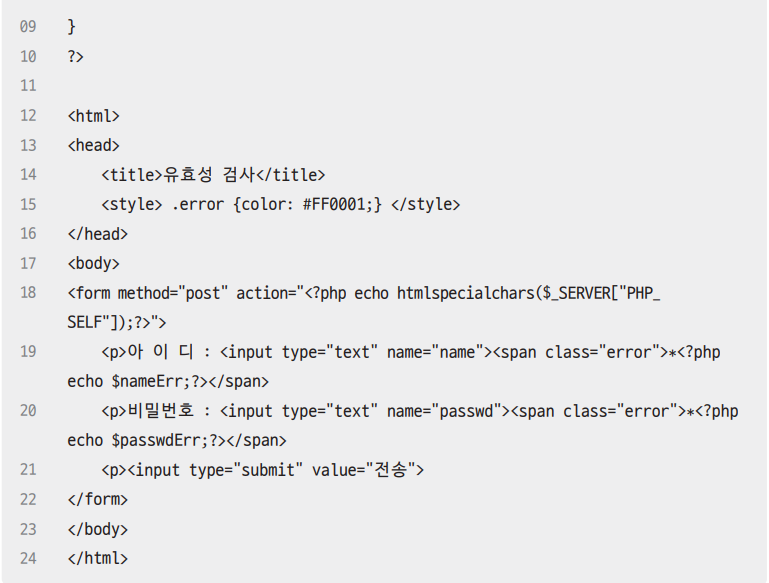 09 }
10 ?>
11
12 <html>
13 <head>
14 <title>유효성 검사</title>
15 <style> .error {color: #FF0001;} </style>
16 </head>
17 <body>
18 <form method="post" action="<?php echo htmlspecialchars($_SERVER["PHP_
SELF"]);?>">
19 <p>아 이 디 : <input type="text" name="name"><span class="error">*<?php
echo $nameErr;?></span>
20 <p>비밀번호 : <input type="text" name="passwd"><span class="error">*<?php
echo $passwdErr;?></span>
21 <p><input type="submit" value="전송">
22 </form>
23 </body>
24 </html>